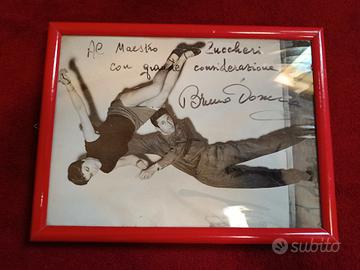 Al Maestro Zuccheri
con grande considerazione
Bruno
subito